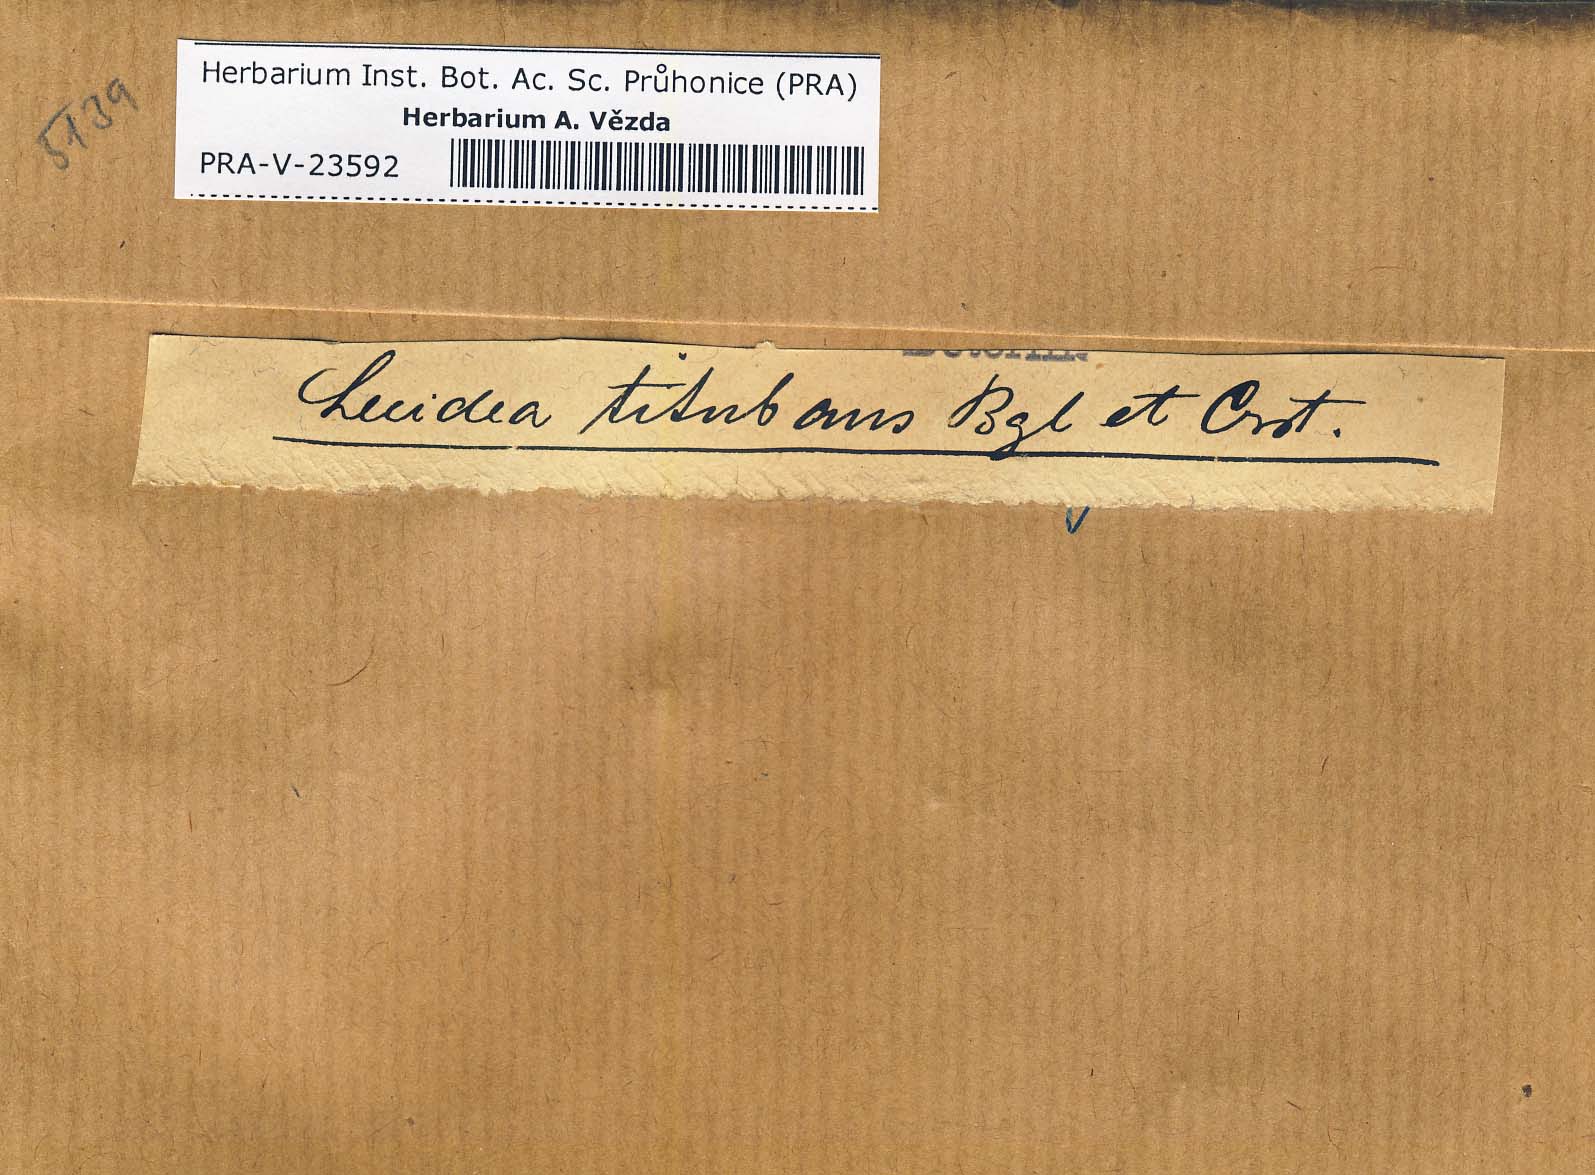 5139
Herbarium Inst. Bot. Ac. Sc. Průhonice (PRA)
Herbarium A. Vězda
PRA-V-23592
Lecidea titubans Bgl et Crst.